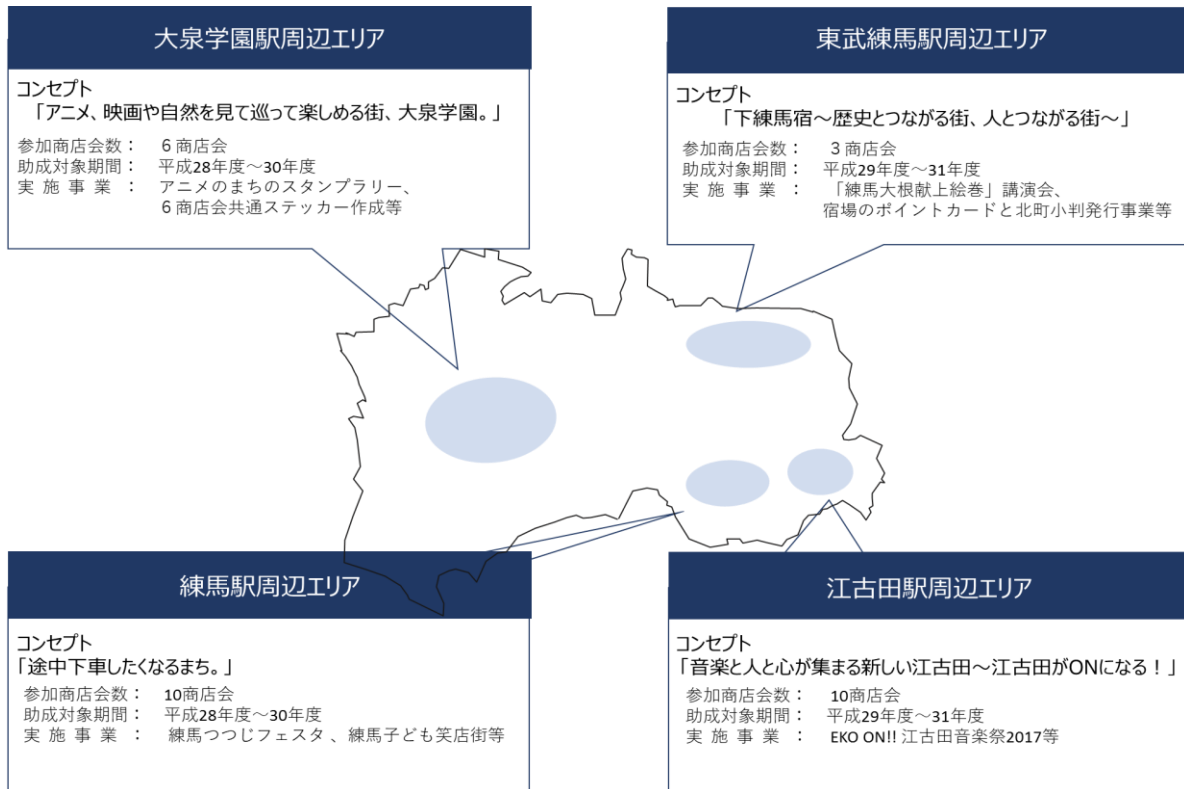 大泉学園駅周辺エリア
コンセプト
「アニメ、映画や自然を見て巡って楽しめる街、大泉学園。」
参加商店会数： 6商店会
助成対象期間： 平成28年度～30年度
実施事業： アニメのまちのスタンプラリー、
6商店会共通ステッカー作成等
東武練馬駅周辺エリア
コンセプト
「下練馬宿～歴史とつながる街、人とつながる街～」
参加商店会数： 3商店会
助成対象期間： 平成29年度～31年度
実施事業： 「練馬大根献上絵巻」講演会、
宿場のポイントカードと北町小判発行事業等
練馬駅周辺エリア
コンセプト
「途中下車したくなるまち。」
参加商店会数： 10商店会
助成対象期間： 平成28年度～30年度
実施事業： 練馬つつじフェスタ 、練馬子ども笑店街等
江古田駅周辺エリア
コンセプト
「音楽と人と心が集まる新しい江古田～江古田がONになる！」
参加商店会数： 10商店会
助成対象期間： 平成29年度～31年度
実施事業： EKO ON!! 江古田音楽祭2017等